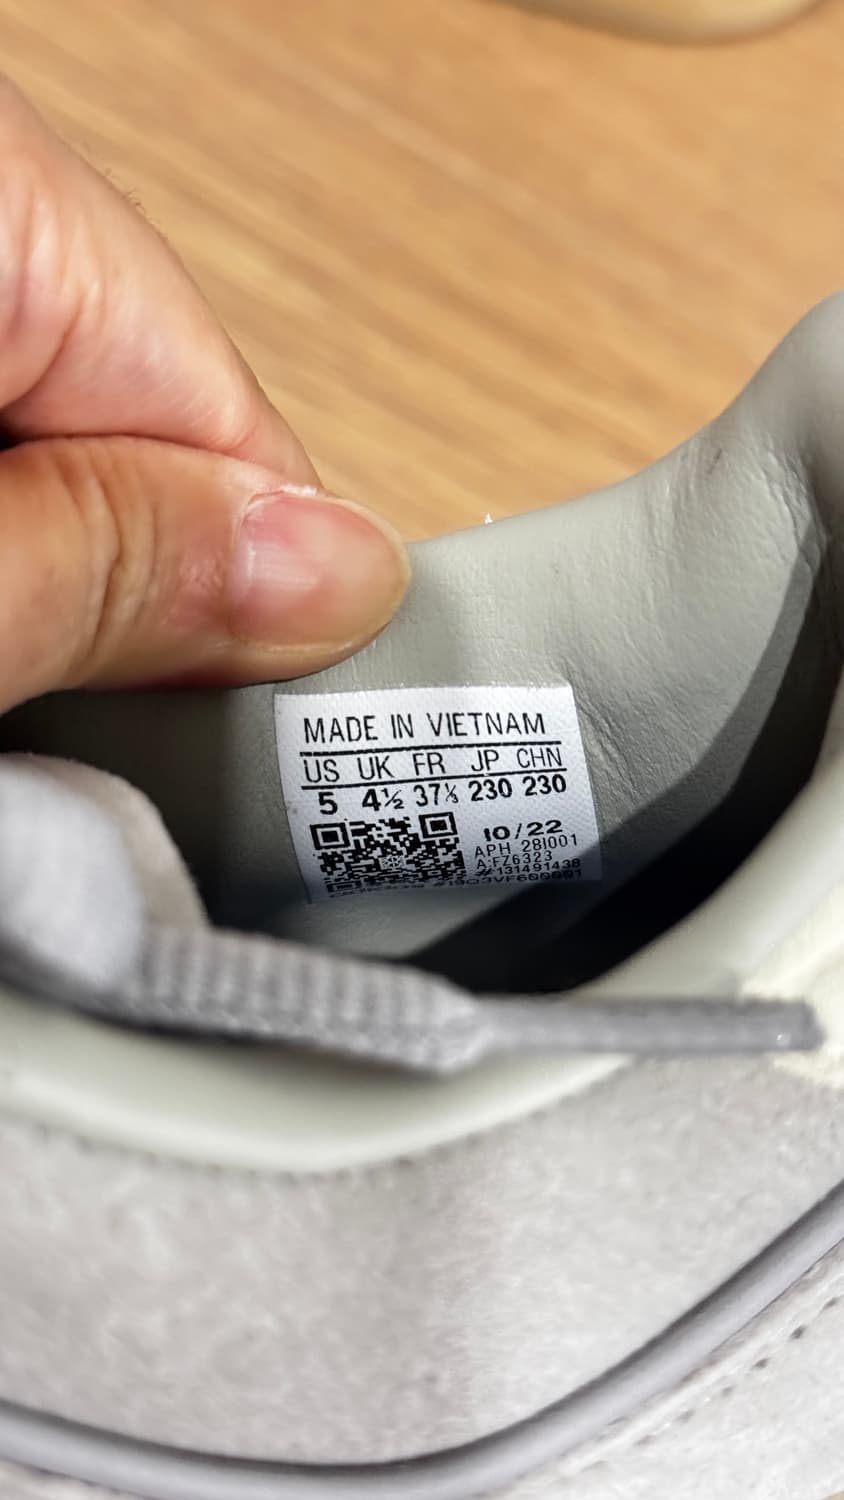 MADE IN VIETNAM
US UK FR JP CHN
5 4½ 37⅓ 230 230
10/22
APH 28I001
A:FZ6323
#131491438